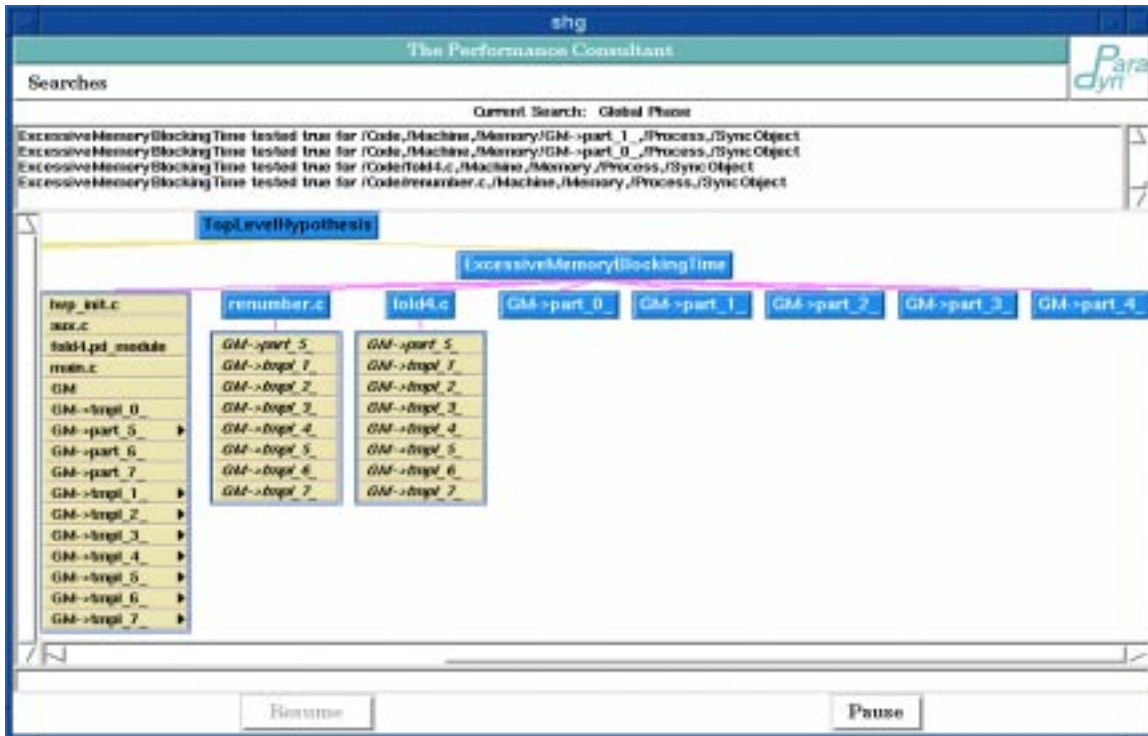 shg
The Performance Consultant
Paradyn
Searches
Current Search: Global Phase
ExcessiveMemoryBlockingTime tested true for /Code,/Machine,/Memory/GM->part_1_,/Process,/SyncObject
ExcessiveMemoryBlockingTime tested true for /Code,/Machine,/Memory/GM->part_0_,/Process,/SyncObject
ExcessiveMemoryBlockingTime tested true for /Code/fold4.c,/Machine,/Memory,/Process,/SyncObject
ExcessiveMemoryBlockingTime tested true for /Code/renumber.c,/Machine,/Memory,/Process,/SyncObject
TopLevelHypothesis
ExcessiveMemoryBlockingTime
renumber.c
fold4.c
GM->part_0_
GM->part_1_
GM->part_2_
GM->part_3_
GM->part_4_
aux.c
fold4.pd_module
main.c
GM
GM->tmpl_0_
GM->part_5_
GM->part_6_
GM->part_7_
GM->tmpl_1_
GM->tmpl_2_
GM->tmpl_3_
GM->tmpl_4_
GM->tmpl_5_
GM->tmpl_6_
GM->tmpl_7_
GM->part_5_
GM->tmpl_1_
GM->tmpl_2_
GM->tmpl_3_
GM->tmpl_4_
GM->tmpl_5_
GM->tmpl_6_
GM->tmpl_7_
GM->part_5_
GM->tmpl_1_
GM->tmpl_2_
GM->tmpl_3_
GM->tmpl_4_
GM->tmpl_5_
GM->tmpl_6_
GM->tmpl_7_
Resume
Pause